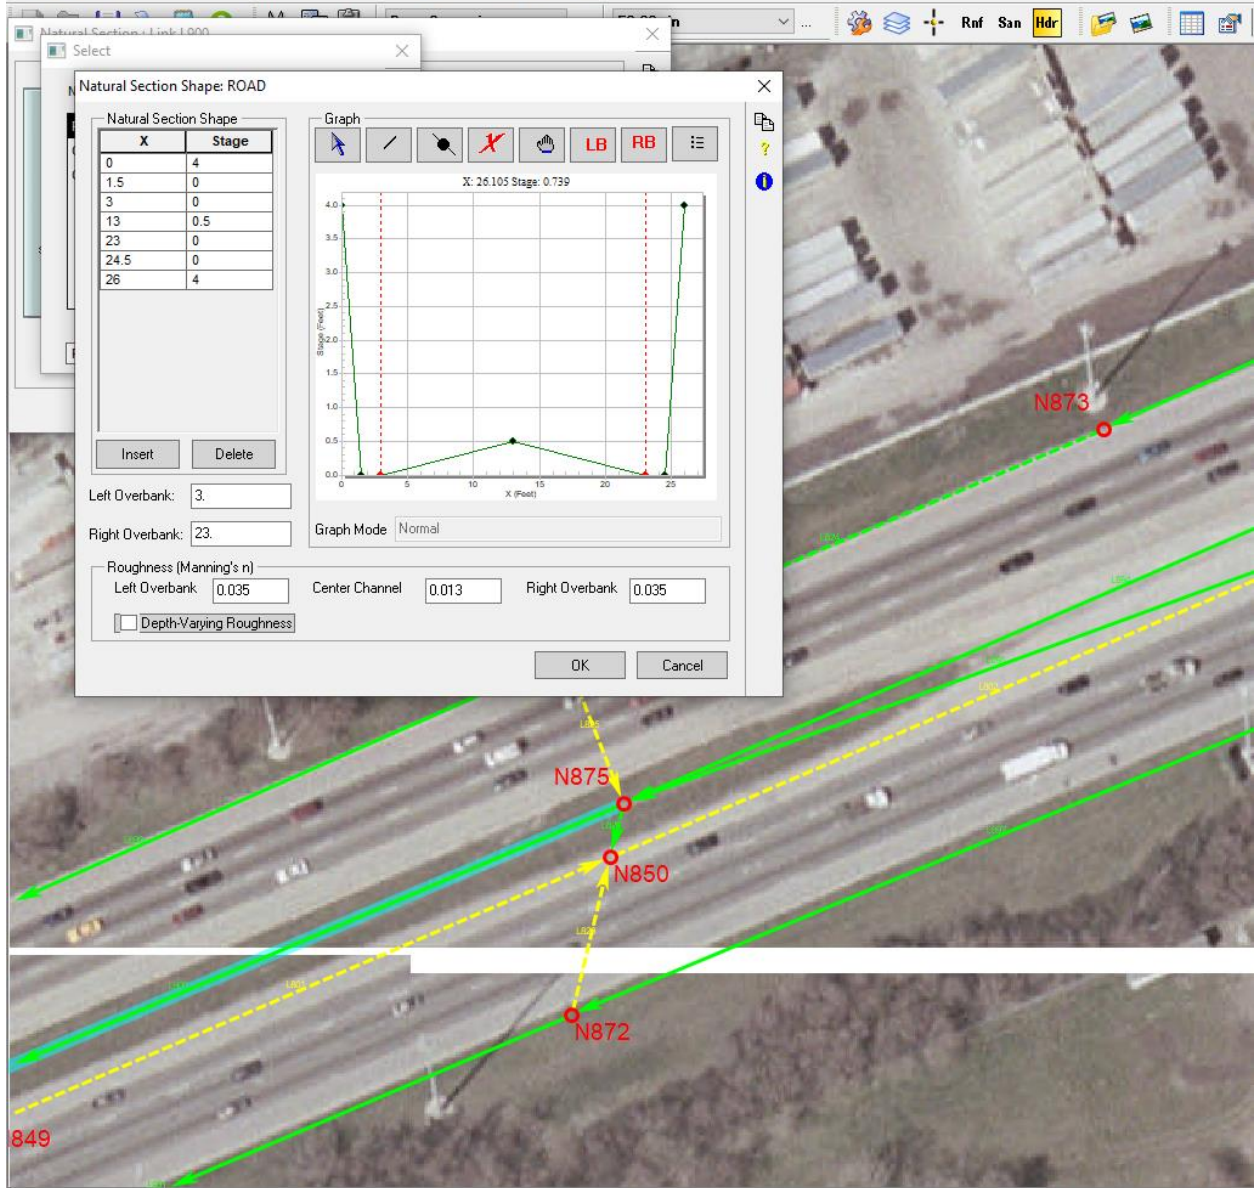 Rnf San Hdr
Natural Section : Link L900
Select
Natural Section Shape: ROAD
Natural Section Shape
X Stage
0 4
1.5 0
3 0
13 0.5
23 0
24.5 0
26 4
Insert Delete
Left Overbank: 3.
Right Overbank: 23.
Graph
LB RB
X: 26.105 Stage: 0.739
4.0
3.5
3.0
2.5
2.0
1.5
1.0
0.5
0.0
Stage (Feet)
0 5 10 15 20 25
X (Feet)
Graph Mode Normal
Roughness (Manning's n)
Left Overbank 0.035 Center Channel 0.013 Right Overbank 0.035
Depth-Varying Roughness
OK Cancel
N873
N875
N850
N872
849